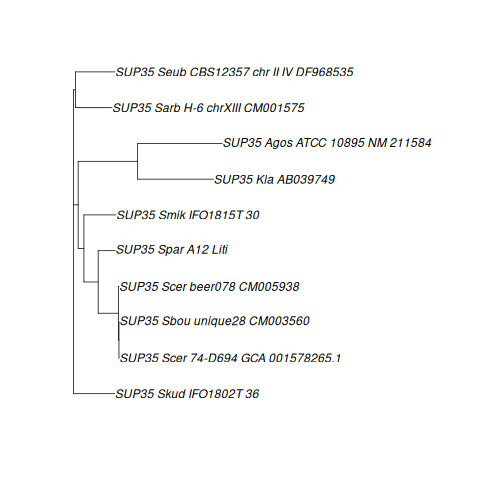 SUP35 Seub CBS12357 chr II IV DF968535
SUP35 Sarb H-6 chrXIII CM001575
SUP35 Agos ATCC 10895 NM 211584
SUP35 Kla AB039749
SUP35 Smik IFO1815T 30
SUP35 Spar A12 Liti
SUP35 Scer beer078 CM005938
SUP35 Sbou unique28 CM003560
SUP35 Scer 74-D694 GCA 001578265.1
SUP35 Skud IFO1802T 36